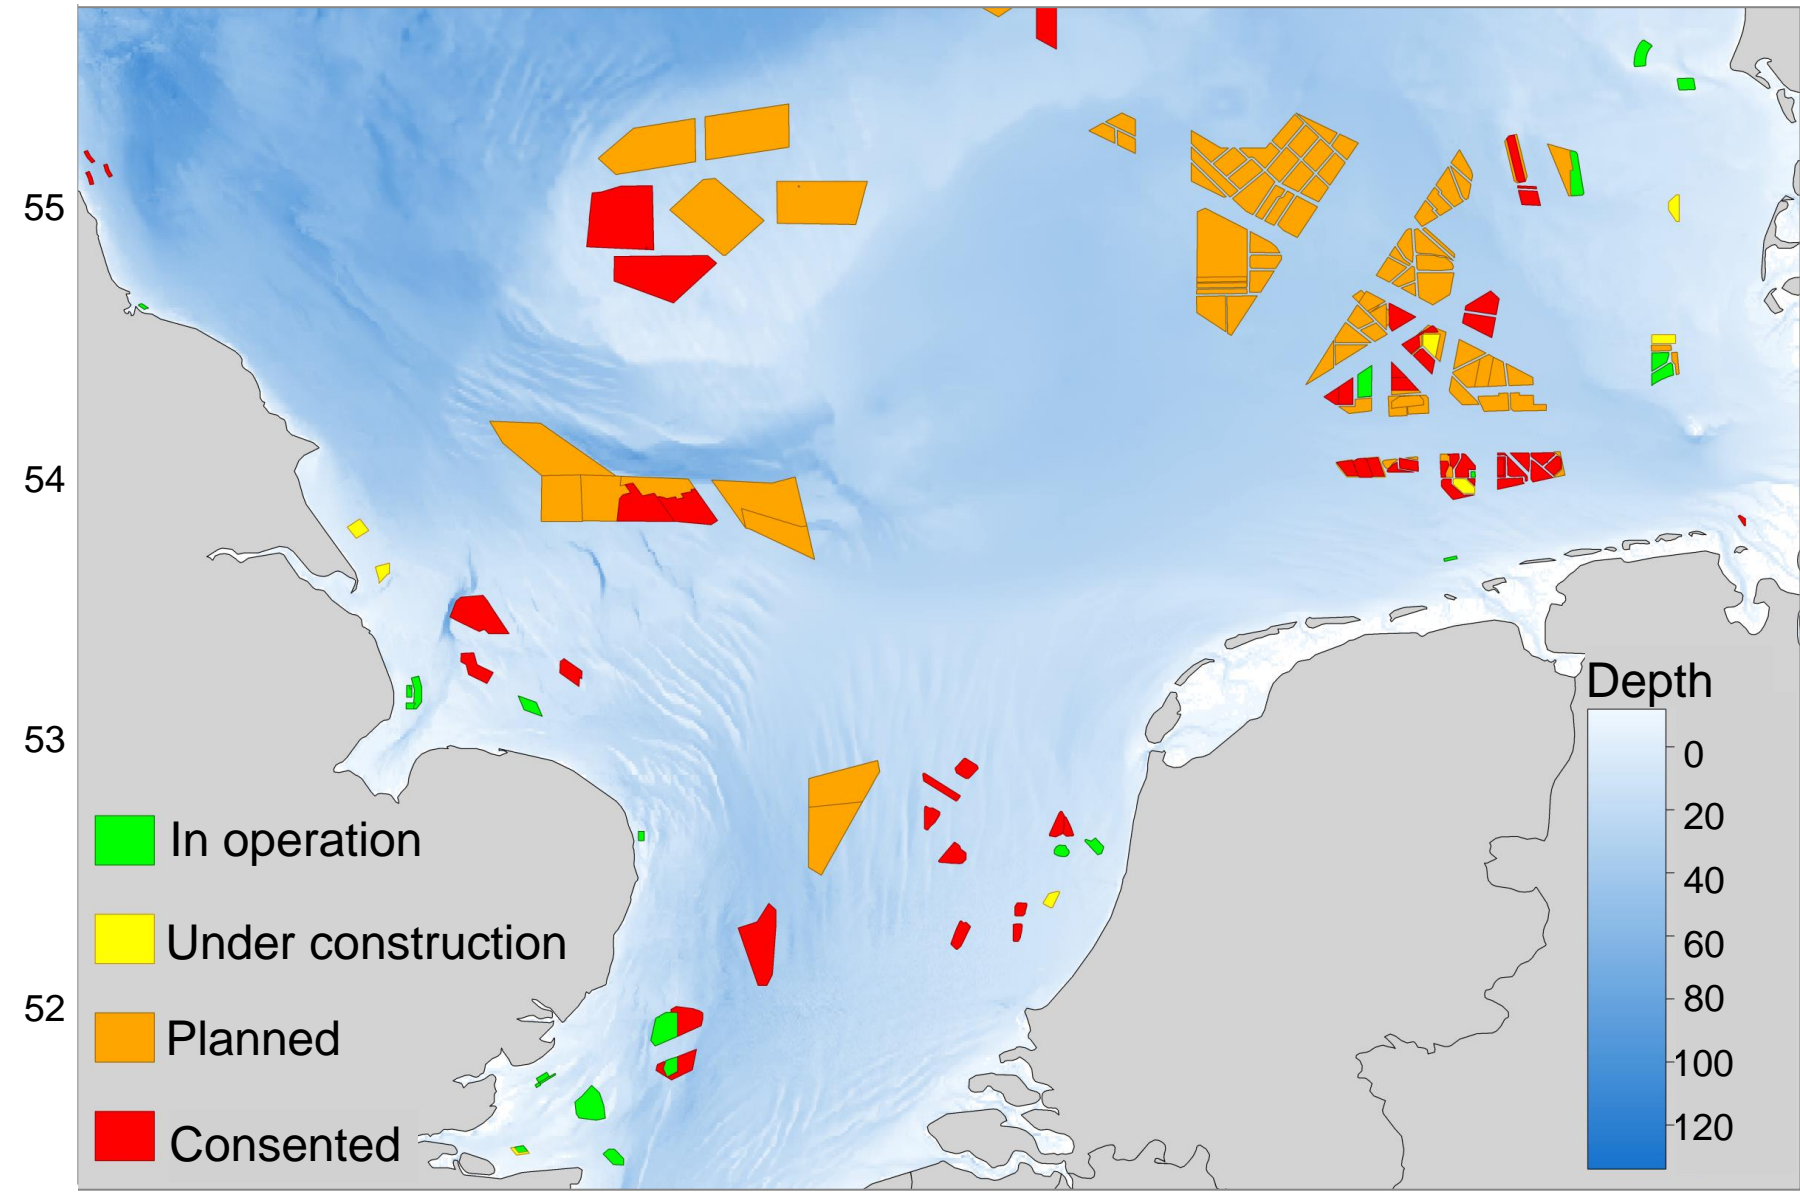 55
54
53
52
In operation
Under construction
Planned
Consented
Depth
0
20
40
60
80
100
120